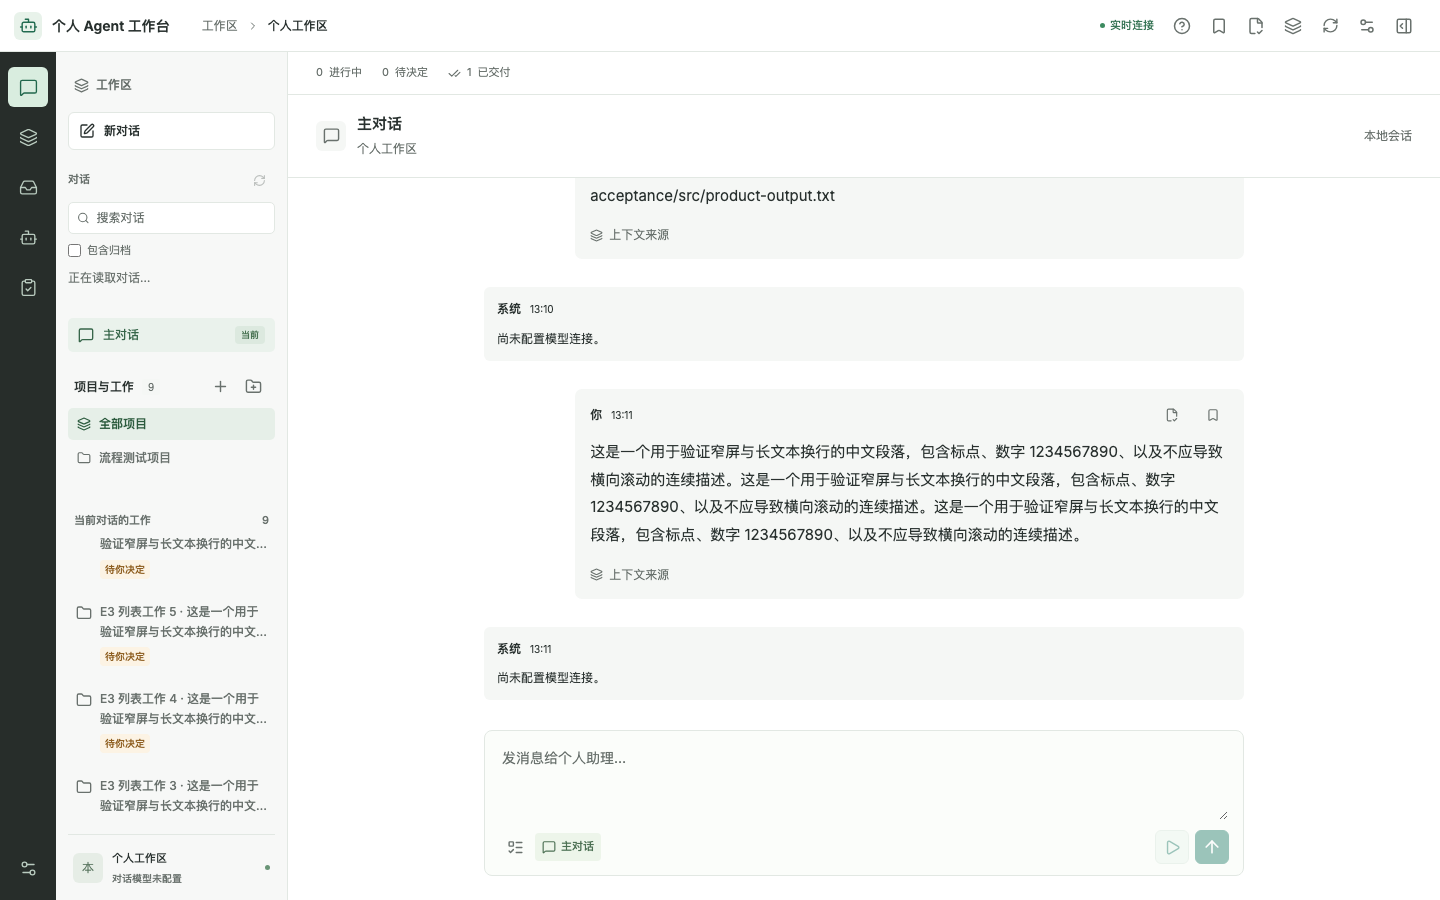 个人 Agent 工作台
工作区 > 个人工作区
实时连接
工作区
新对话
对话
搜索对话
包含归档
正在读取对话...
主对话
当前
项目与工作 9
全部项目
流程测试项目
当前对话的工作 9
验证窄屏与长文本换行的中文...
待你决定
E3 列表工作 5 · 这是一个用于
验证窄屏与长文本换行的中文...
待你决定
E3 列表工作 4 · 这是一个用于
验证窄屏与长文本换行的中文...
待你决定
E3 列表工作 3 · 这是一个用于
验证窄屏与长文本换行的中文...
本
个人工作区
对话模型未配置
0 进行中 0 待决定 1 已交付
主对话
个人工作区
本地会话
acceptance/src/product-output.txt
上下文来源
系统 13:10
尚未配置模型连接。
你 13:11
这是一个用于验证窄屏与长文本换行的中文段落，包含标点、数字 1234567890、以及不应导致
横向滚动的连续描述。这是一个用于验证窄屏与长文本换行的中文段落，包含标点、数字
1234567890、以及不应导致横向滚动的连续描述。这是一个用于验证窄屏与长文本换行的中文
段落，包含标点、数字 1234567890、以及不应导致横向滚动的连续描述。
上下文来源
系统 13:11
尚未配置模型连接。
发消息给个人助理...
主对话